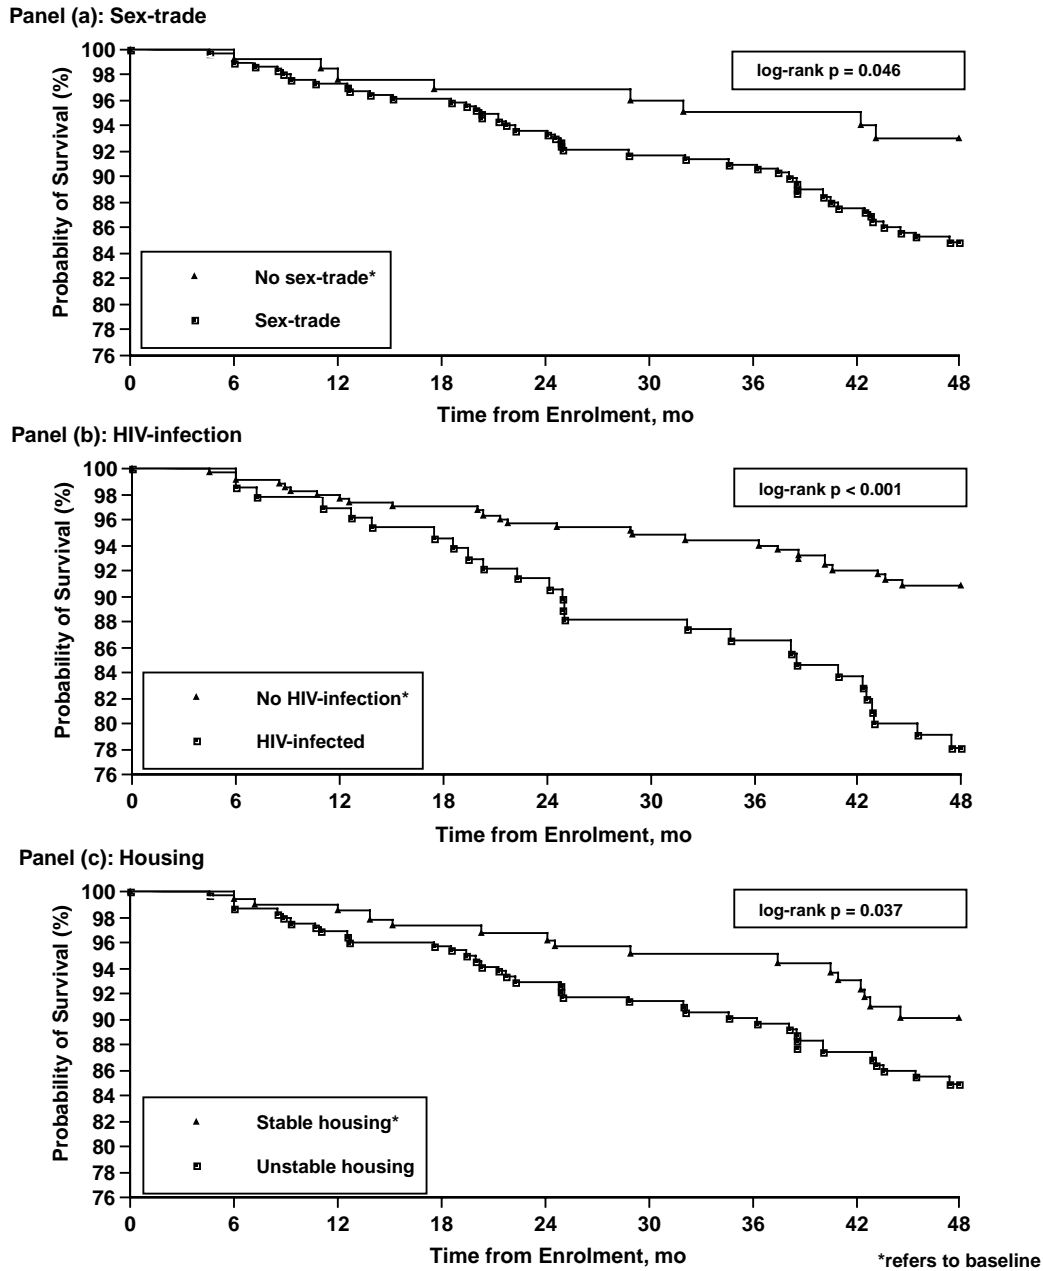 Panel (a): Sex-trade
100
98
96
94
92
90
88
86
84
82
80
78
76
Probablity of Survival (%)
log-rank p = 0.046
No sex-trade*
Sex-trade
0 6 12 18 24 30 36 42 48
Time from Enrolment, mo
Panel (b): HIV-infection
100
98
96
94
92
90
88
86
84
82
80
78
76
Probability of Survival (%)
log-rank p < 0.001
No HIV-infection*
HIV-infected
0 6 12 18 24 30 36 42 48
Time from Enrolment, mo
Panel (c): Housing
100
98
96
94
92
90
88
86
84
82
80
78
76
Probability of Survival (%)
log-rank p = 0.037
Stable housing*
Unstable housing
0 6 12 18 24 30 36 42 48
Time from Enrolment, mo
*refers to baseline